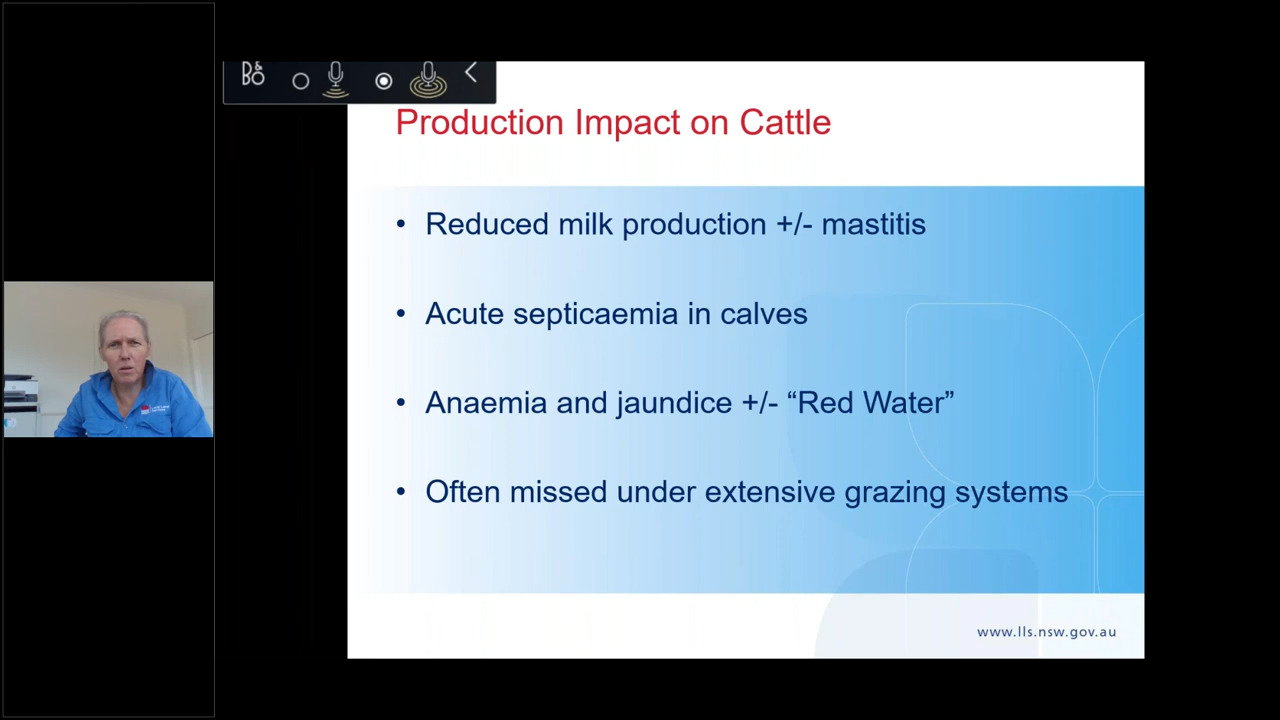 B&O
Production Impact on Cattle
• Reduced milk production +/- mastitis
• Acute septicaemia in calves
• Anaemia and jaundice +/- “Red Water”
• Often missed under extensive grazing systems
www.lls.nsw.gov.au